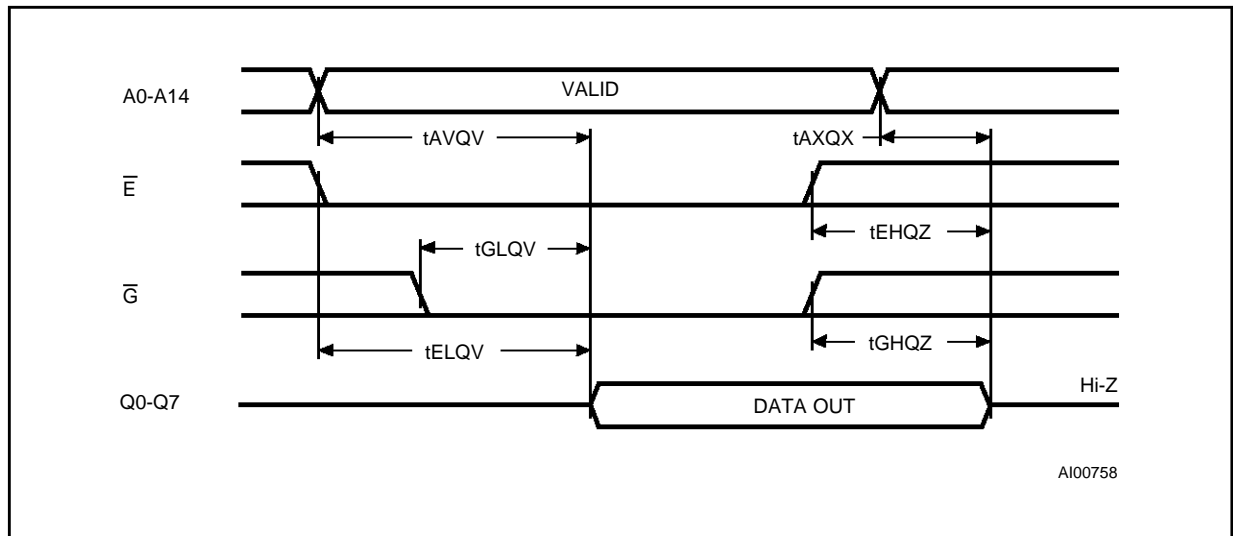 VALID
A0-A14
tAVQV
tAXQX
E̅
tEHQZ
tGLQV
G̅
tGHQZ
tELQV
Hi-Z
Q0-Q7
DATA OUT
AI00758